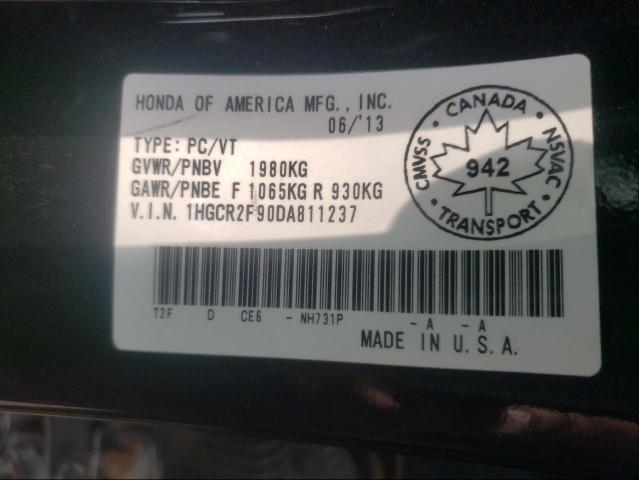 HONDA OF AMERICA MFG., INC.
06/'13
TYPE: PC/VT
GVWR/PNBV 1980KG
GAWR/PNBE F 1065KG R 930KG
V.I.N. 1HGCR2F90DA811237
CANADA
CMVSS
942
NSVAC
TRANSPORT
T2F D CE6 - NH731P - A - A
MADE IN U.S.A.